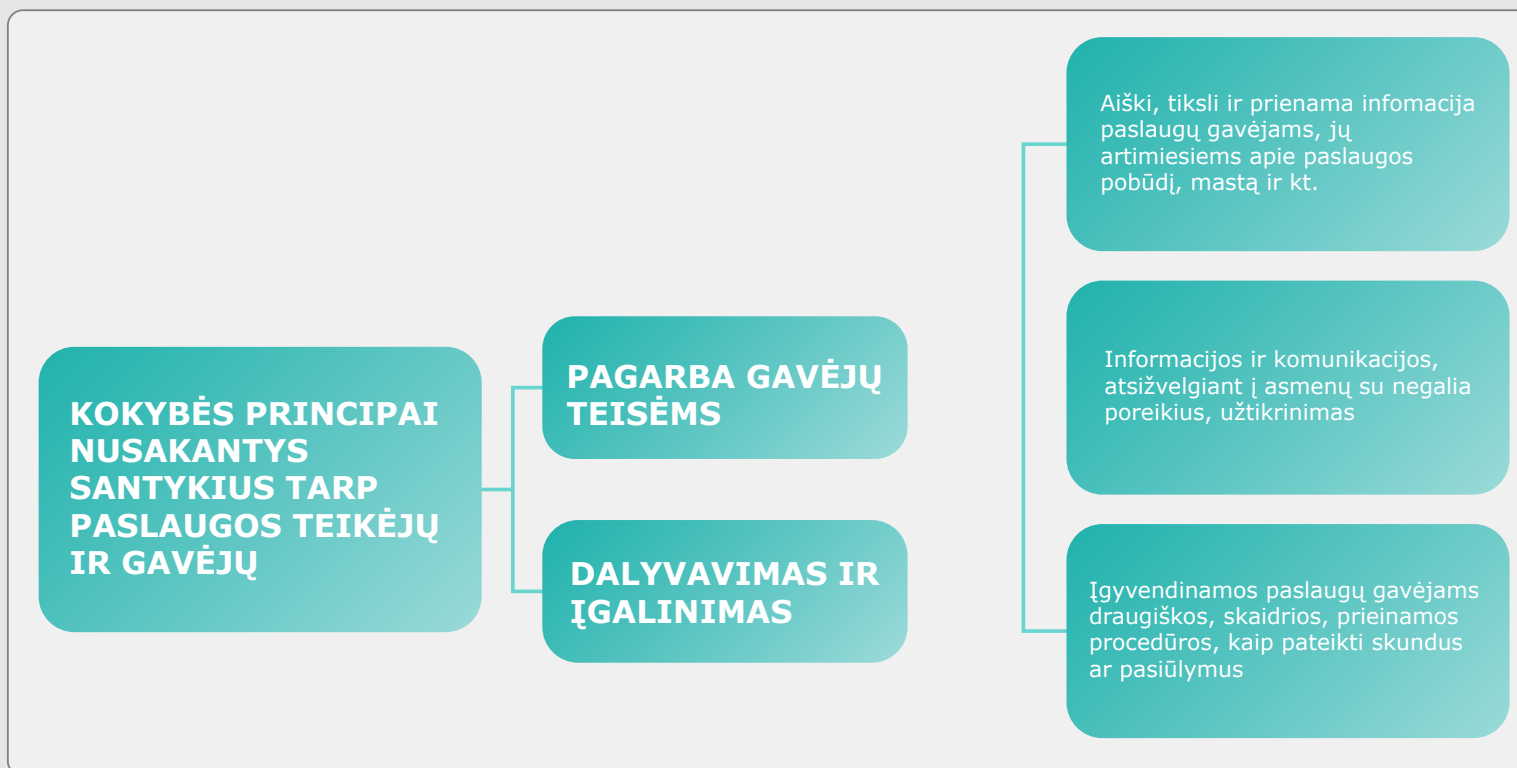 KOKYBĖS PRINCIPAI
NUSAKANTYS
SANTYKIUS TARP
PASLAUGOS TEIKĖJŲ
IR GAVĖJŲ
PAGARBA GAVĖJŲ
TEISĖMS
DALYVAVIMAS IR
ĮGALINIMAS
Aiški, tiksli ir prienama infomacija
paslaugų gavėjams, jų
artimiesiems apie paslaugos
pobūdį, mastą ir kt.
Informacijos ir komunikacijos,
atsižvelgiant į asmenų su negalia
poreikius, užtikrinimas
Įgyvendinamos paslaugų gavėjams
draugiškos, skaidrios, prieinamos
procedūros, kaip pateikti skundus
ar pasiūlymus